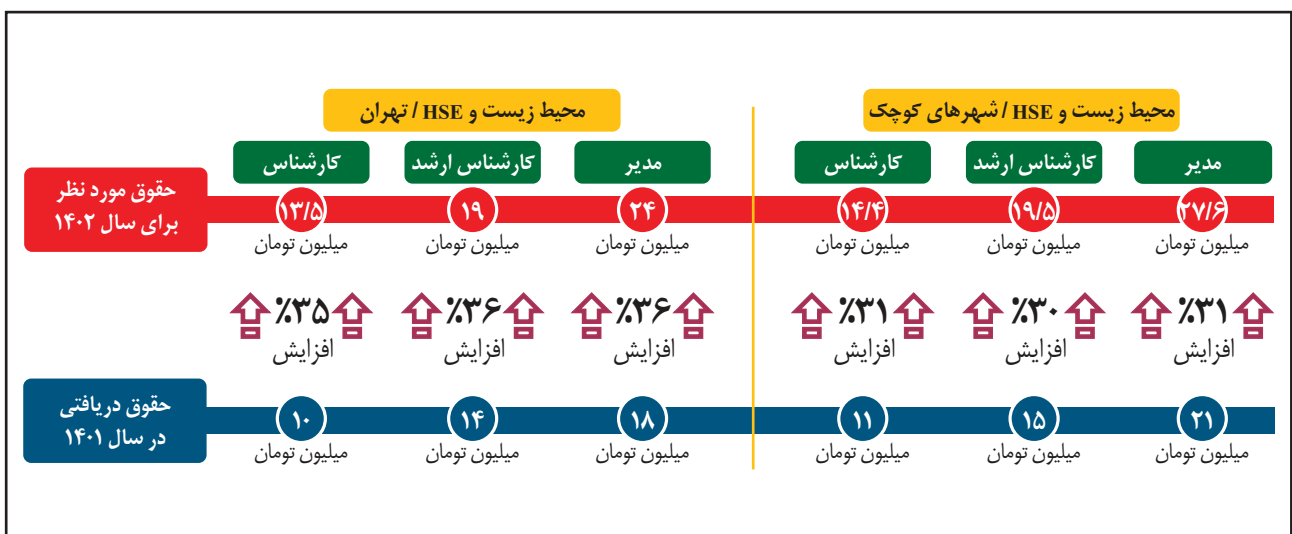 محیط زیست و HSE / شهرهای کوچک
محیط زیست و HSE / تهران
مدیر
کارشناس ارشد
کارشناس
مدیر
کارشناس ارشد
کارشناس
حقوق مورد نظر
برای سال ۱۴۰۲
۲۷/۶
۱۹/۵
۱۴/۴
۲۴
۱۹
۱۳/۵
میلیون تومان
میلیون تومان
میلیون تومان
میلیون تومان
میلیون تومان
میلیون تومان
٪۳۱
٪۳۰
٪۳۱
٪۳۶
٪۳۶
٪۳۵
افزایش
افزایش
افزایش
افزایش
افزایش
افزایش
حقوق دریافتی
در سال ۱۴۰۱
۲۱
۱۵
۱۱
۱۸
۱۴
۱۰
میلیون تومان
میلیون تومان
میلیون تومان
میلیون تومان
میلیون تومان
میلیون تومان